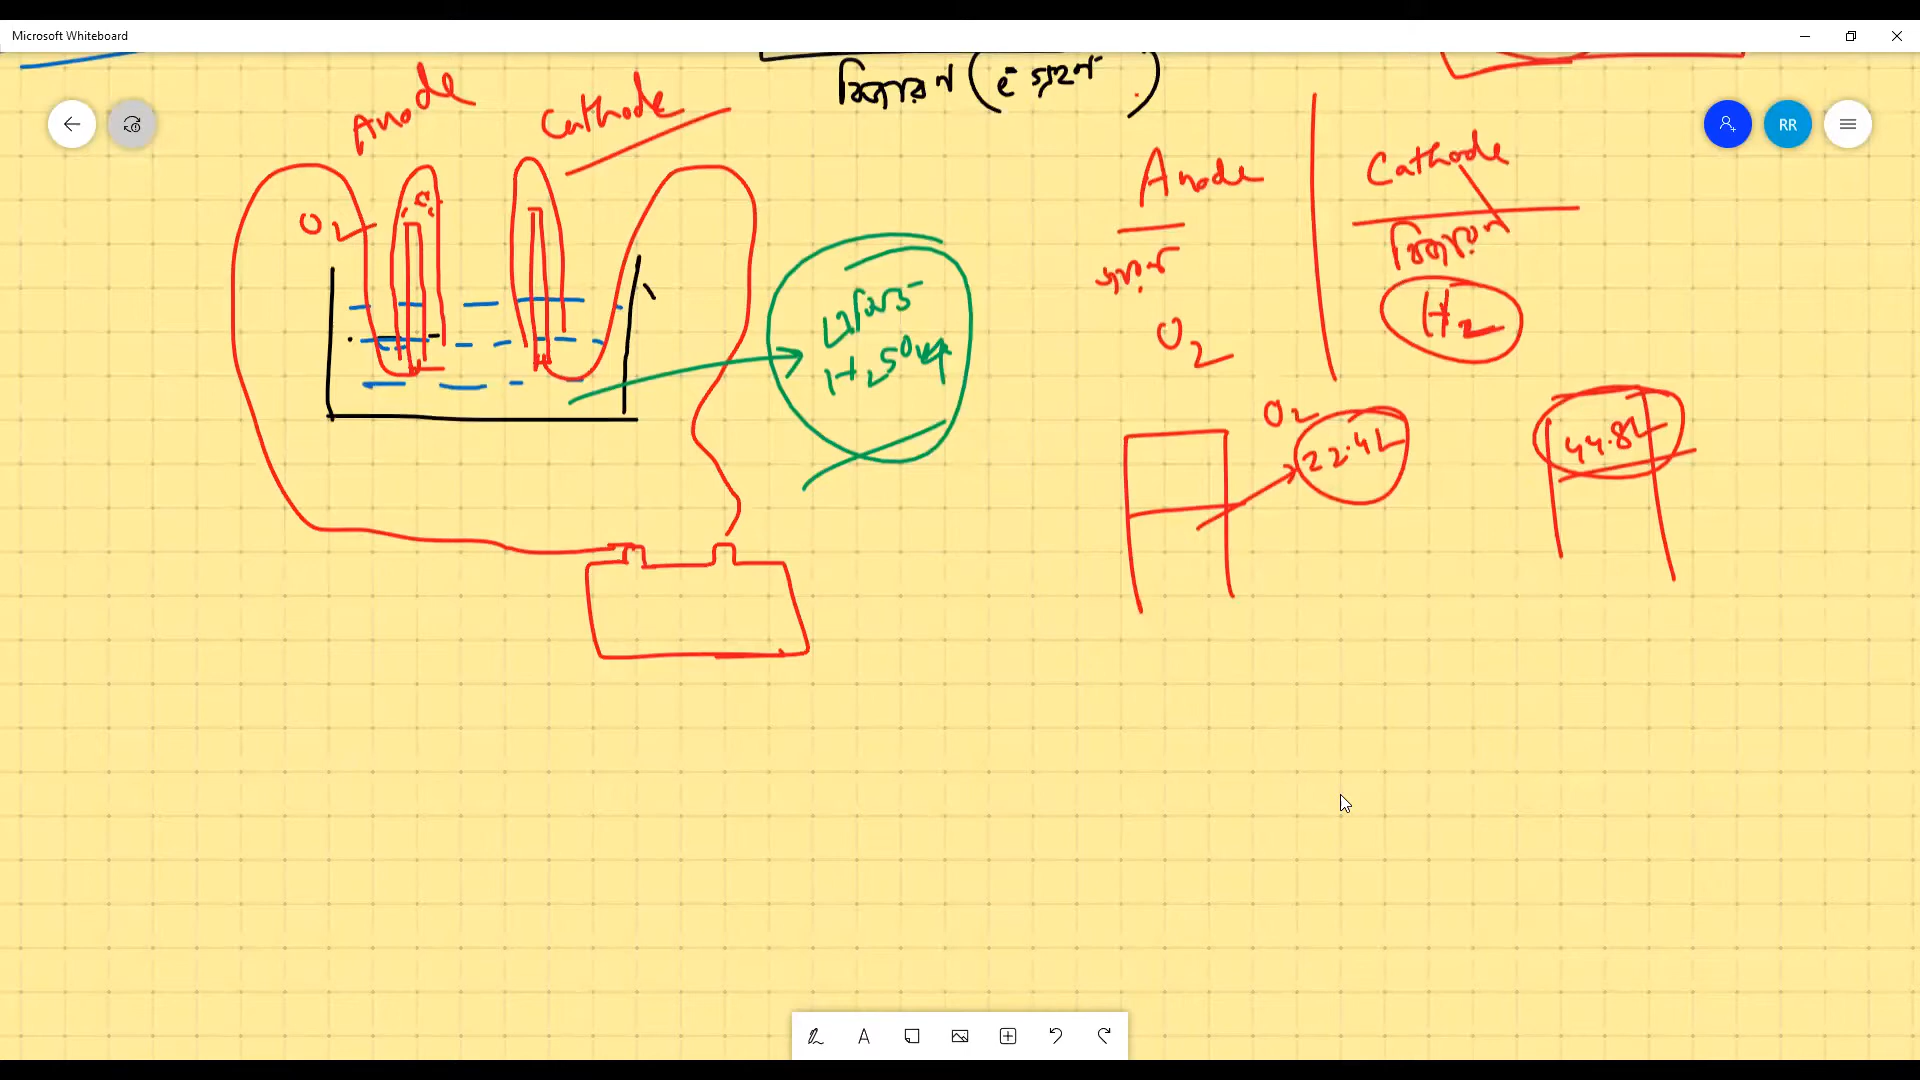 Microsoft Whiteboard
বিজারণ (e⁻ গ্রহণ)
Anode
Cathode
O2
লঘু
H2SO4
Anode
জারণ
O2
Cathode
বিজারণ
H2
O2
22.4L
44.8L
RR